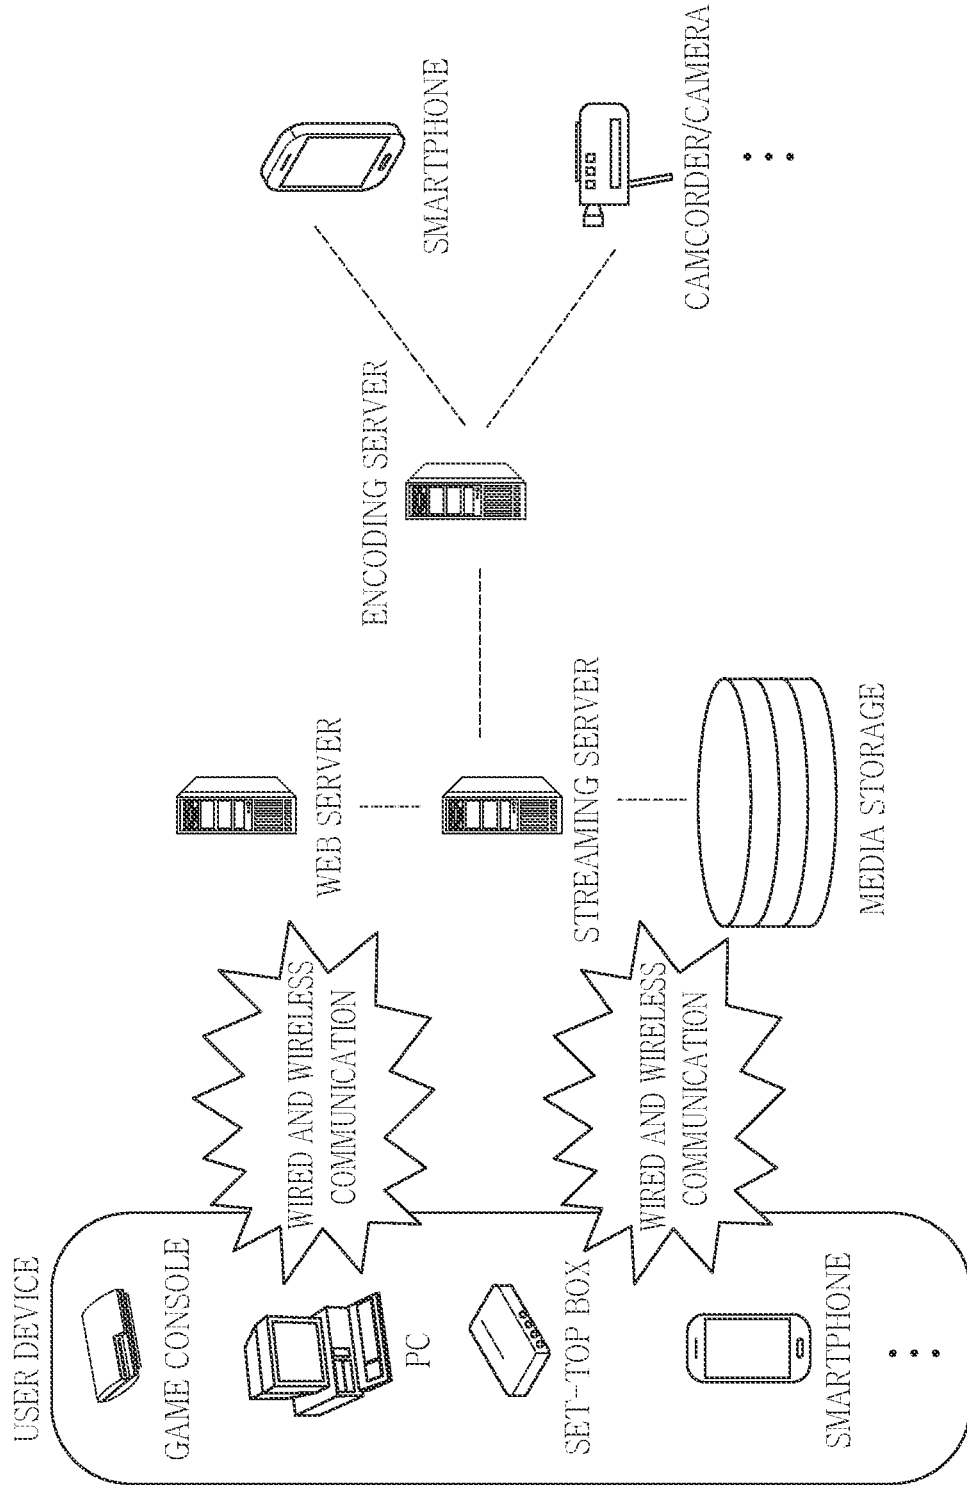 USER DEVICE
GAME CONSOLE
PC
SET-TOP BOX
SMARTPHONE
WIRED AND WIRELESS
COMMUNICATION
WIRED AND WIRELESS
COMMUNICATION
WEB SERVER
STREAMING SERVER
MEDIA STORAGE
ENCODING SERVER
SMARTPHONE
CAMCORDER/CAMERA